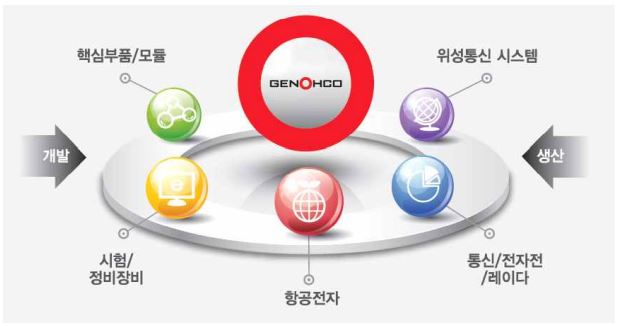 핵심부품/모듈
GENOHCO
위성통신 시스템
개발
생산
e
시험/
정비장비
항공전자
통신/전자전
/레이다